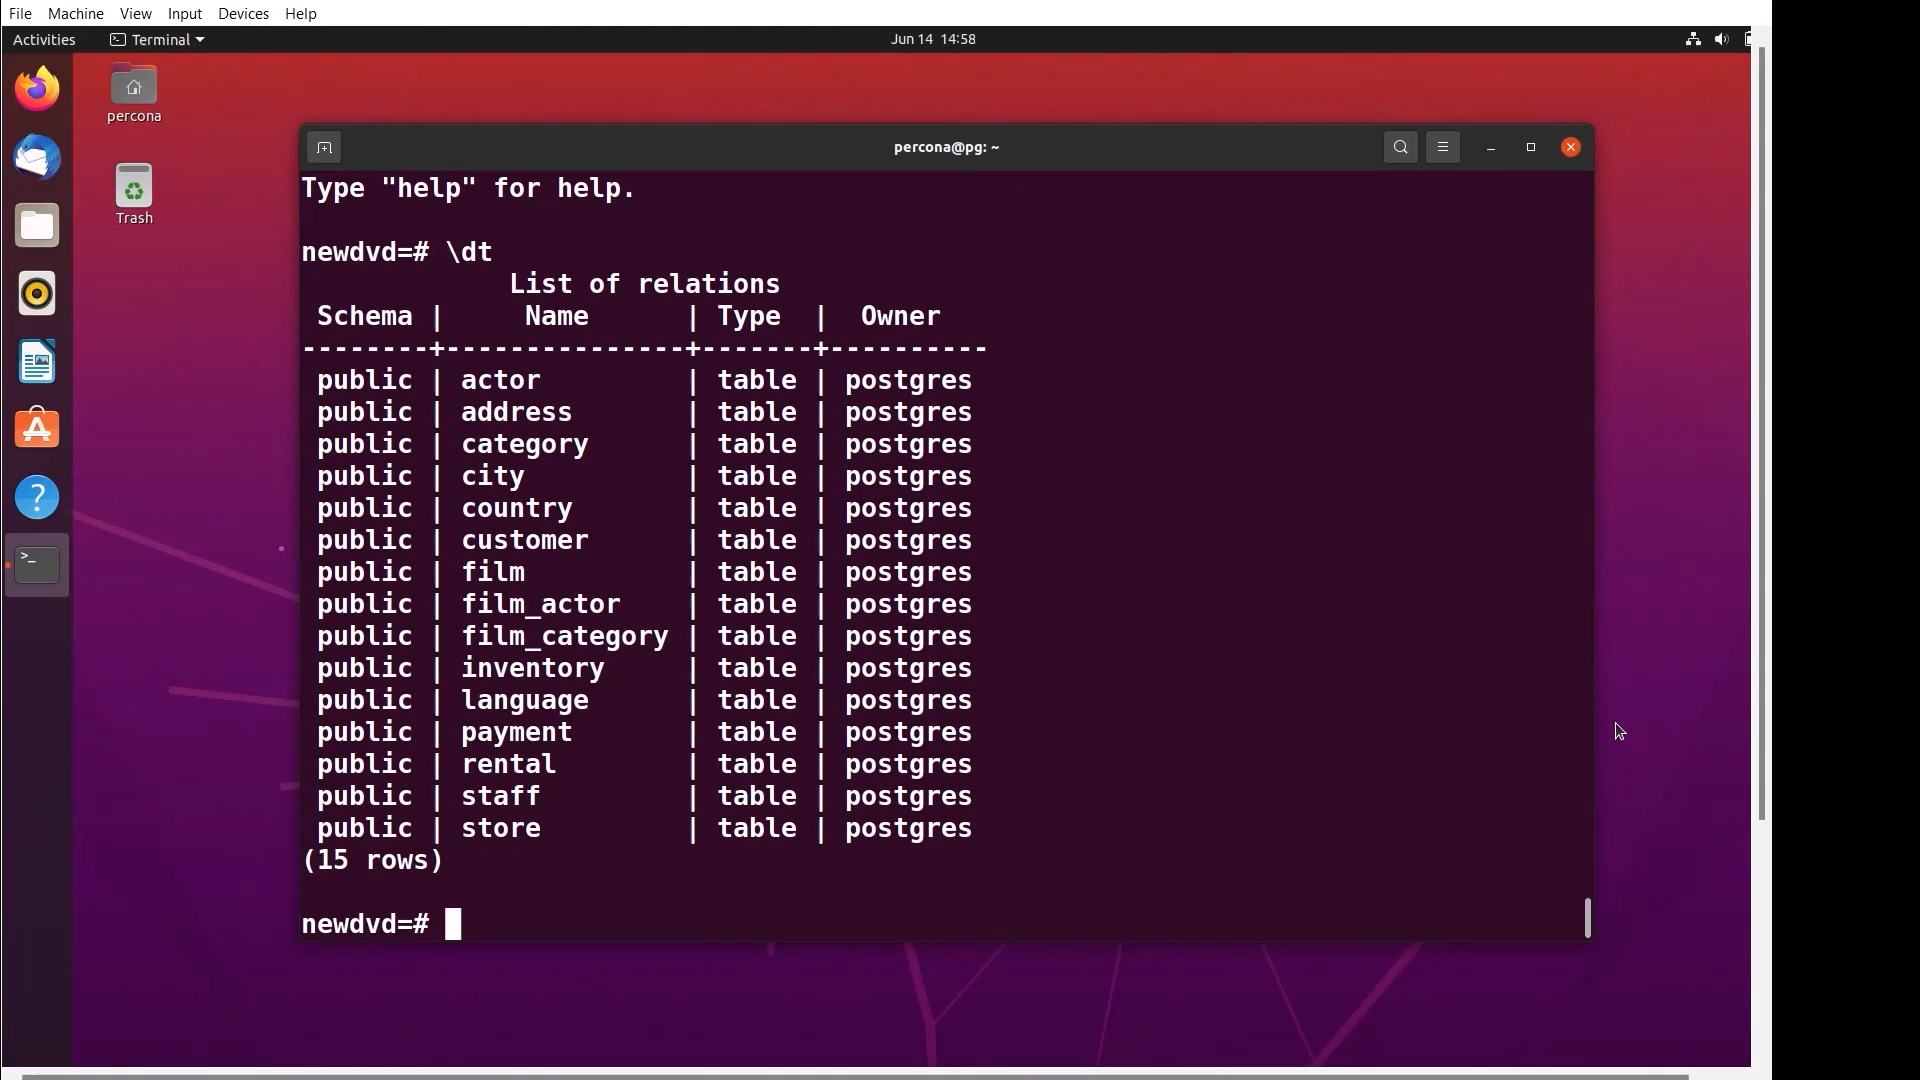 File Machine View Input Devices Help
Activities Terminal Jun 14 14:58
percona
Trash
percona@pg: ~
Type "help" for help.
newdvd=# \dt
List of relations
Schema | Name | Type | Owner
--------+---------------+-------+----------
public | actor | table | postgres
public | address | table | postgres
public | category | table | postgres
public | city | table | postgres
public | country | table | postgres
public | customer | table | postgres
public | film | table | postgres
public | film_actor | table | postgres
public | film_category | table | postgres
public | inventory | table | postgres
public | language | table | postgres
public | payment | table | postgres
public | rental | table | postgres
public | staff | table | postgres
public | store | table | postgres
(15 rows)
newdvd=#